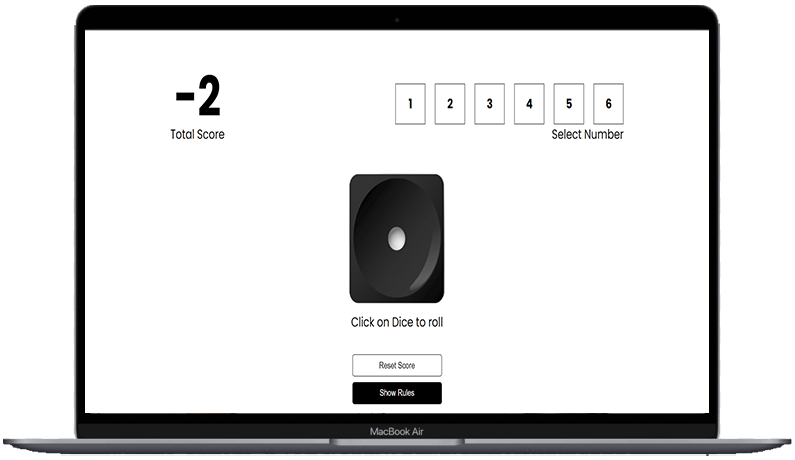 -2
Total Score
1 2 3 4 5 6
Select Number
Click on Dice to roll
Reset Score
Show Rules
MacBook Air